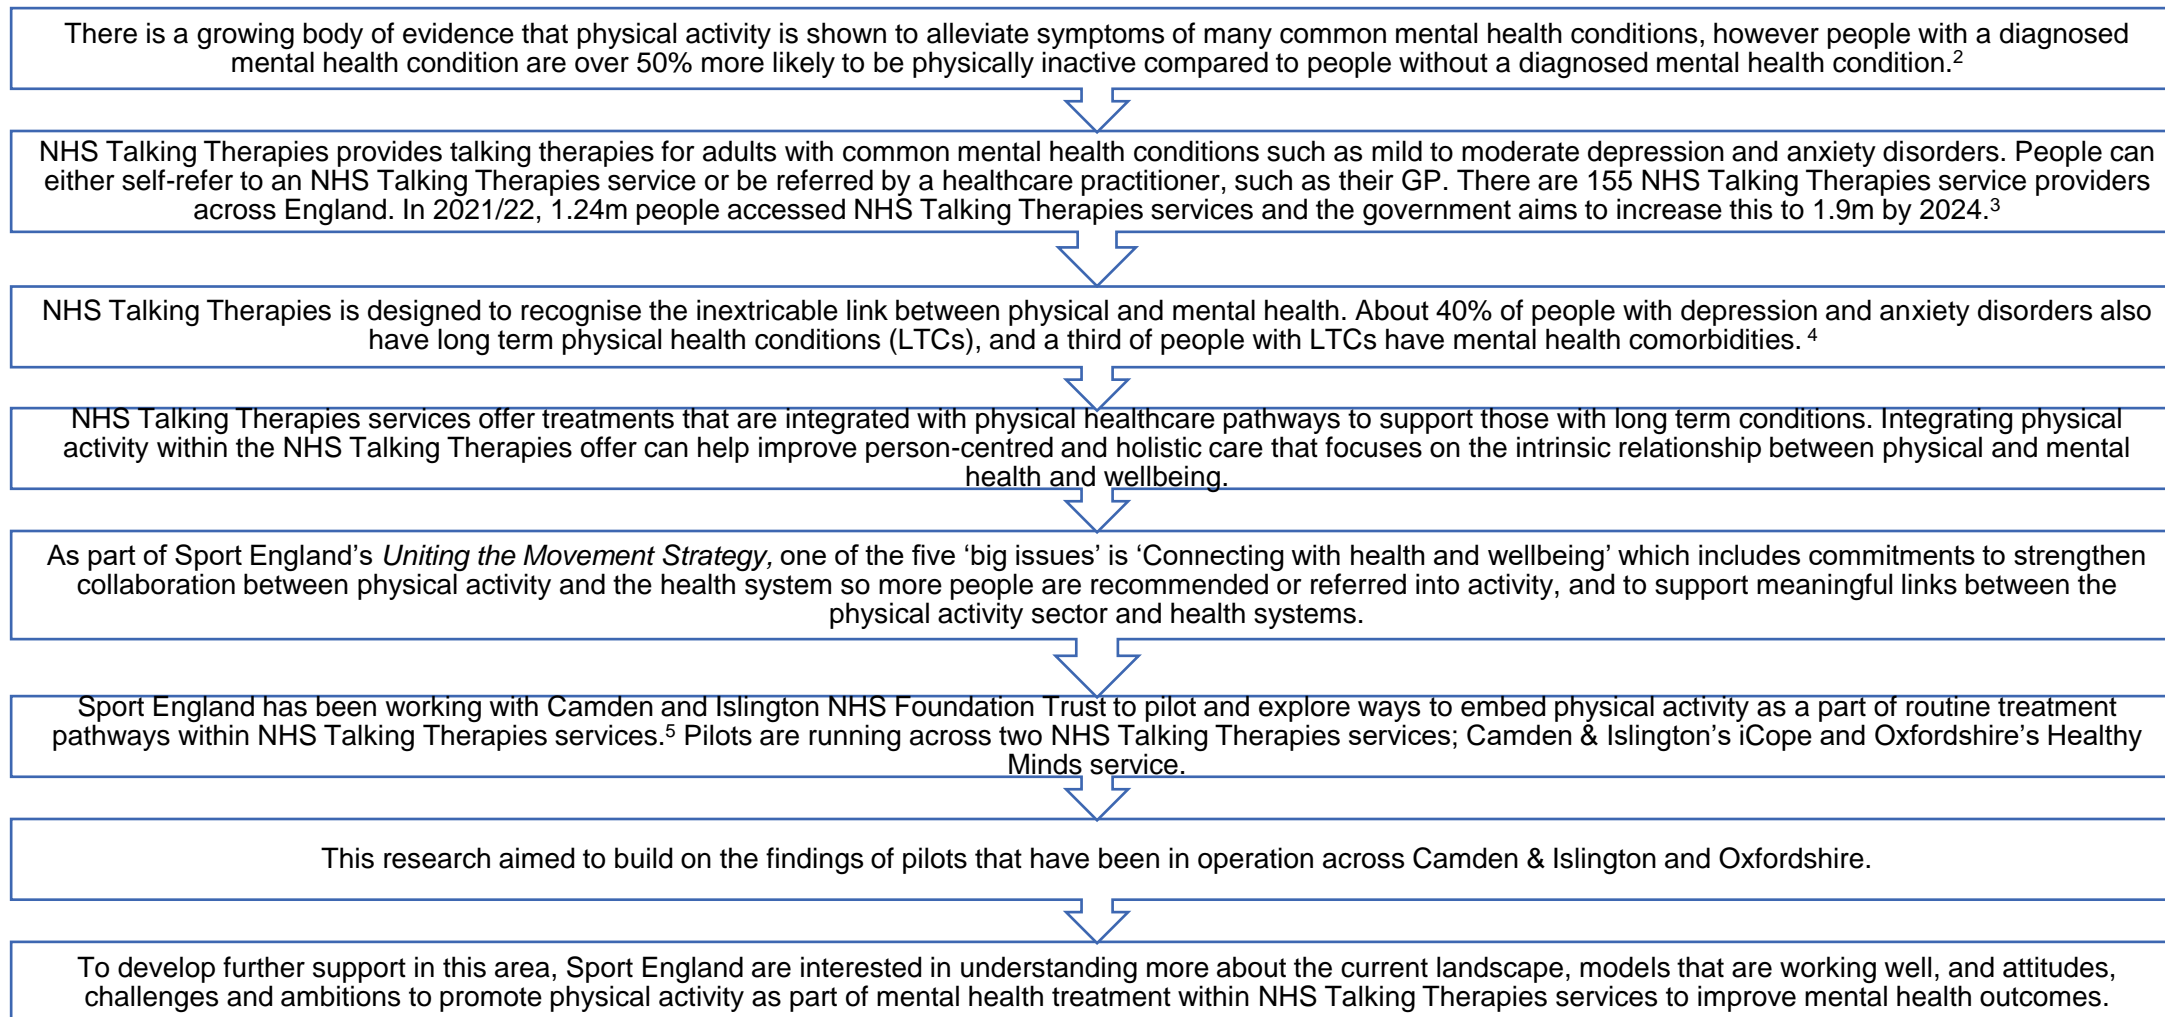 There is a growing body of evidence that physical activity is shown to alleviate symptoms of many common mental health conditions, however people with a diagnosed
mental health condition are over 50% more likely to be physically inactive compared to people without a diagnosed mental health condition.²
NHS Talking Therapies provides talking therapies for adults with common mental health conditions such as mild to moderate depression and anxiety disorders. People can
either self-refer to an NHS Talking Therapies service or be referred by a healthcare practitioner, such as their GP. There are 155 NHS Talking Therapies service providers
across England. In 2021/22, 1.24m people accessed NHS Talking Therapies services and the government aims to increase this to 1.9m by 2024.³
NHS Talking Therapies is designed to recognise the inextricable link between physical and mental health. About 40% of people with depression and anxiety disorders also
have long term physical health conditions (LTCs), and a third of people with LTCs have mental health comorbidities. ⁴
NHS Talking Therapies services offer treatments that are integrated with physical healthcare pathways to support those with long term conditions. Integrating physical
activity within the NHS Talking Therapies offer can help improve person-centred and holistic care that focuses on the intrinsic relationship between physical and mental
health and wellbeing.
As part of Sport England's Uniting the Movement Strategy, one of the five 'big issues' is 'Connecting with health and wellbeing' which includes commitments to strengthen
collaboration between physical activity and the health system so more people are recommended or referred into activity, and to support meaningful links between the
physical activity sector and health systems.
Sport England has been working with Camden and Islington NHS Foundation Trust to pilot and explore ways to embed physical activity as a part of routine treatment
pathways within NHS Talking Therapies services.⁵ Pilots are running across two NHS Talking Therapies services; Camden & Islington's iCope and Oxfordshire's Healthy
Minds service.
This research aimed to build on the findings of pilots that have been in operation across Camden & Islington and Oxfordshire.
To develop further support in this area, Sport England are interested in understanding more about the current landscape, models that are working well, and attitudes,
challenges and ambitions to promote physical activity as part of mental health treatment within NHS Talking Therapies services to improve mental health outcomes.